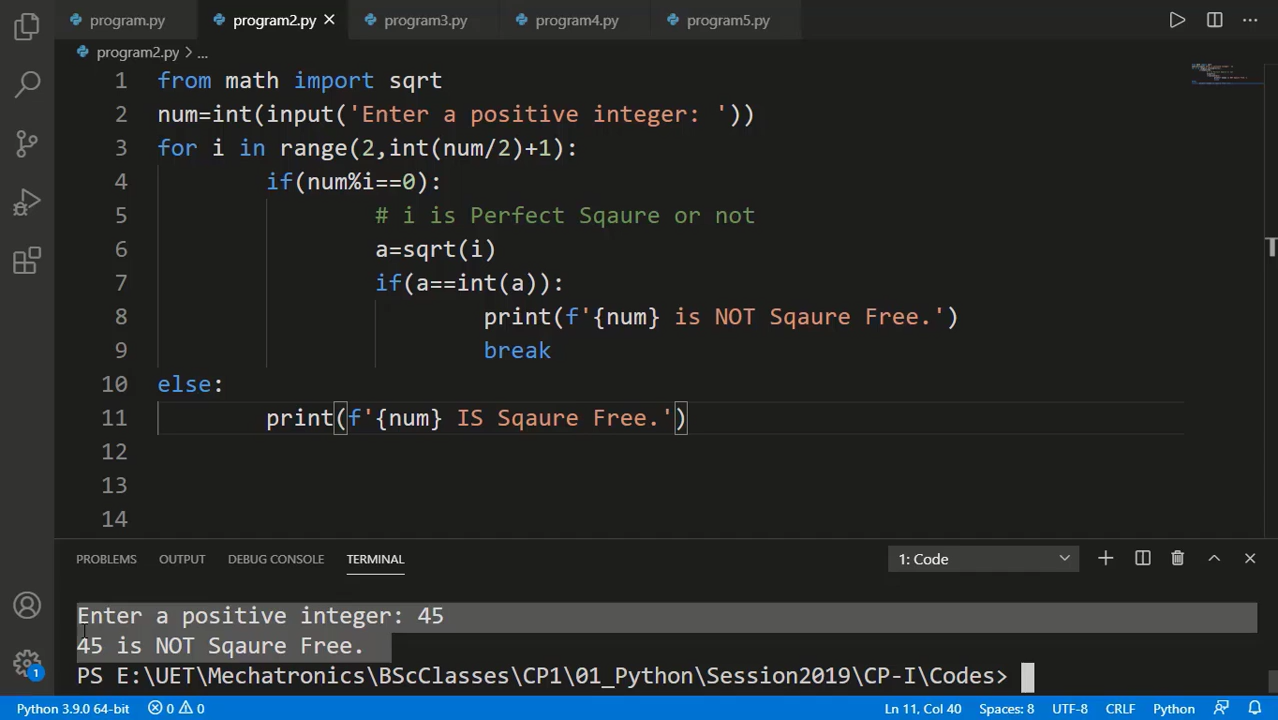 program.py program2.py program3.py program4.py program5.py
program2.py > ...
1 from math import sqrt
2 num=int(input('Enter a positive integer: '))
3 for i in range(2,int(num/2)+1):
4 if(num%i==0):
5 # i is Perfect Sqaure or not
6 a=sqrt(i)
7 if(a==int(a)):
8 print(f'{num} is NOT Sqaure Free.')
9 break
10 else:
11 print(f'{num} IS Sqaure Free.')
12
13
14
PROBLEMS OUTPUT DEBUG CONSOLE TERMINAL 1: Code
Enter a positive integer: 45
45 is NOT Sqaure Free.
PS E:\UET\Mechatronics\BScClasses\CP1\01_Python\Session2019\CP-I\Codes>
1
Python 3.9.0 64-bit 0 0 Ln 11, Col 40 Spaces: 8 UTF-8 CRLF Python